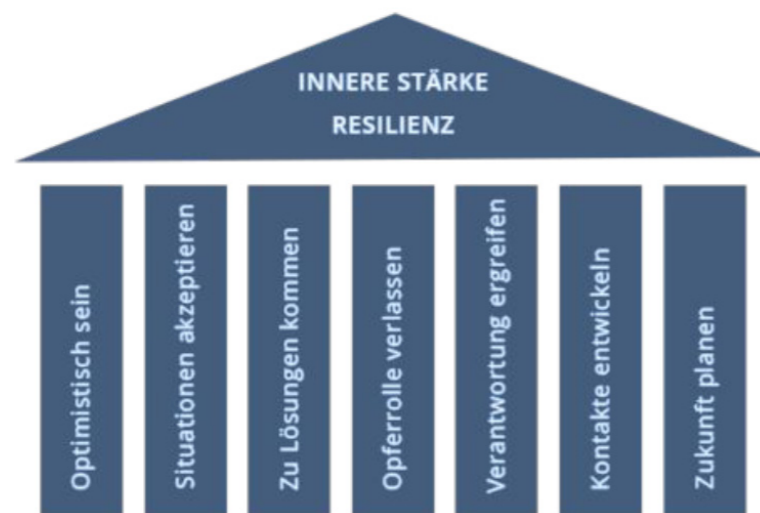 INNERE STÄRKE
RESILIENZ
Optimistisch sein
Situationen akzeptieren
Zu Lösungen kommen
Opferrolle verlassen
Verantwortung ergreifen
Kontakte entwickeln
Zukunft planen